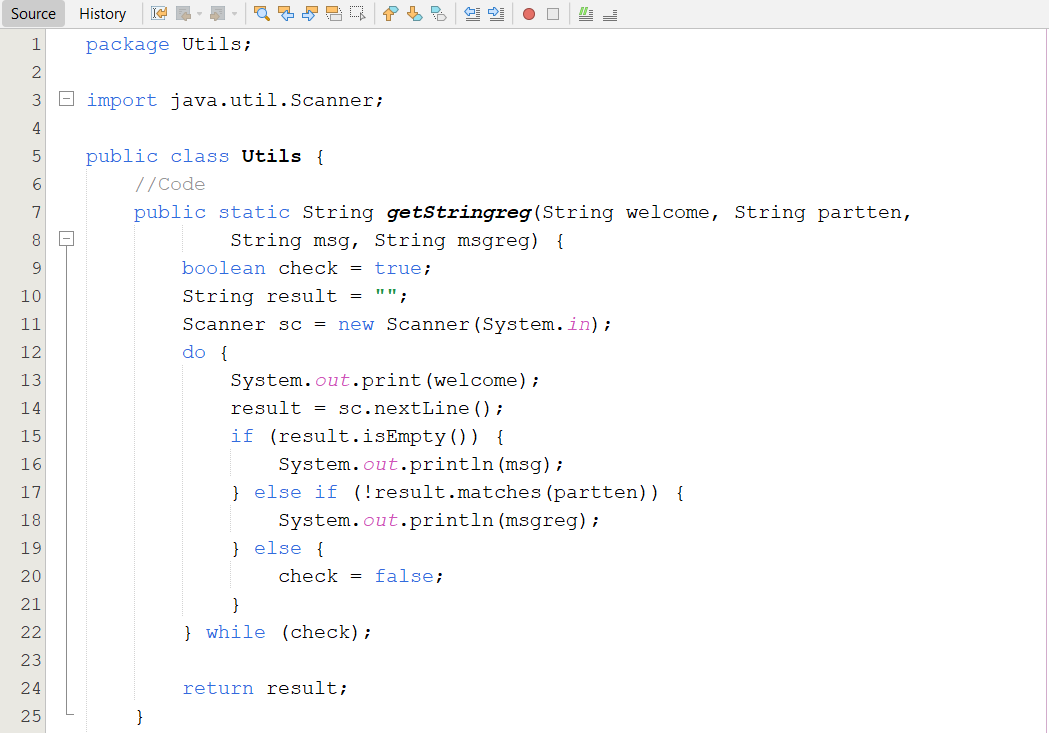 Source History
1 package Utils;
2
3 import java.util.Scanner;
4
5 public class Utils {
6 //Code
7 public static String getStringreg(String welcome, String partten,
8 String msg, String msgreg) {
9 boolean check = true;
10 String result = "";
11 Scanner sc = new Scanner(System.in);
12 do {
13 System.out.print(welcome);
14 result = sc.nextLine();
15 if (result.isEmpty()) {
16 System.out.println(msg);
17 } else if (!result.matches(partten)) {
18 System.out.println(msgreg);
19 } else {
20 check = false;
21 }
22 } while (check);
23
24 return result;
25 }